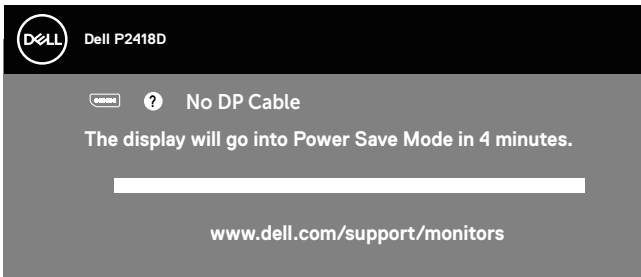 DELL Dell P2418D
? No DP Cable
The display will go into Power Save Mode in 4 minutes.
www.dell.com/support/monitors